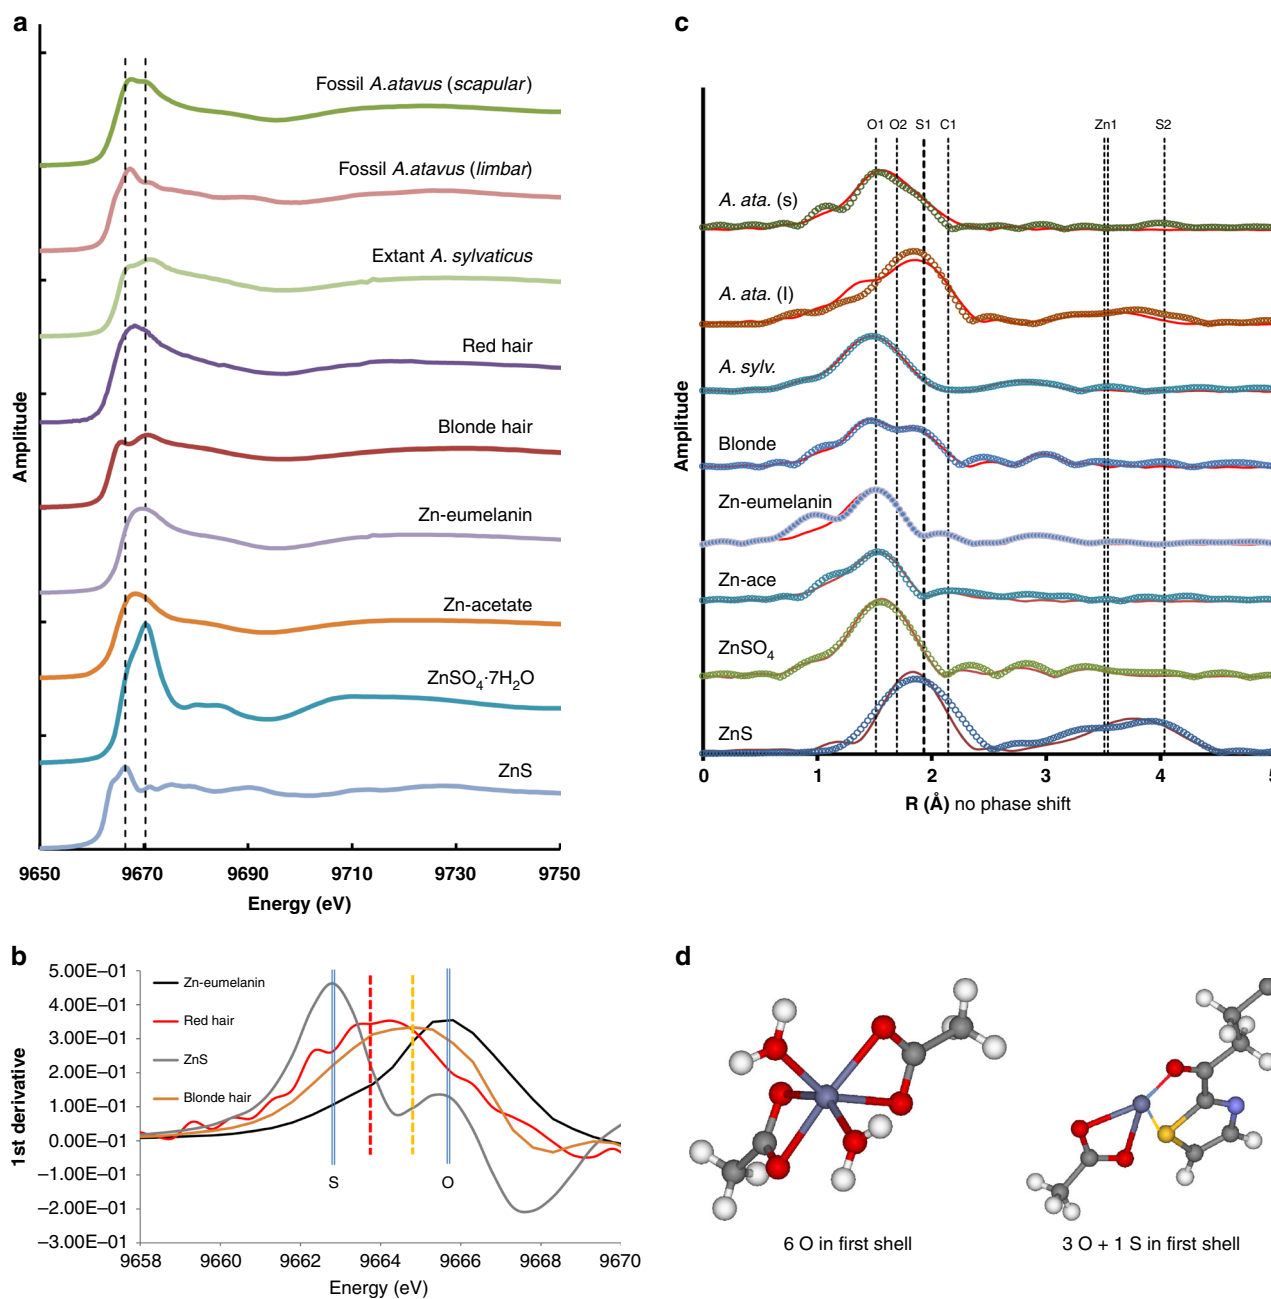 a
Fossil A.atavus (scapular)
Fossil A.atavus (limbar)
Extant A. sylvaticus
Red hair
Blonde hair
Zn-eumelanin
Zn-acetate
ZnSO4·7H2O
ZnS
Amplitude
9650 9670 9690 9710 9730 9750
Energy (eV)
c
O1 O2 S1 C1 Zn1 S2
A. ata. (s)
A. ata. (l)
A. sylv.
Blonde
Zn-eumelanin
Zn-ace
ZnSO4
ZnS
Amplitude
0 1 2 3 4 5
R (Å) no phase shift
b
5.00E–01
4.00E–01
3.00E–01
2.00E–01
1.00E–01
0.00E–01
–1.00E–01
–2.00E–01
–3.00E–01
1st derivative
Zn-eumelanin
Red hair
ZnS
Blonde hair
S O
9658 9660 9662 9664 9666 9668 9670
Energy (eV)
d
6 O in first shell
3 O + 1 S in first shell